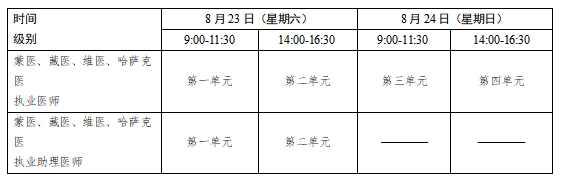 时间 8月23日（星期六） 8月24日（星期日）
级别 9:00-11:30 14:00-16:30 9:00-11:30 14:00-16:30
蒙医、藏医、维医、哈萨克
医 第一单元 第二单元 第三单元 第四单元
执业医师
蒙医、藏医、维医、哈萨克
医 第一单元 第二单元 ——— ———
执业助理医师